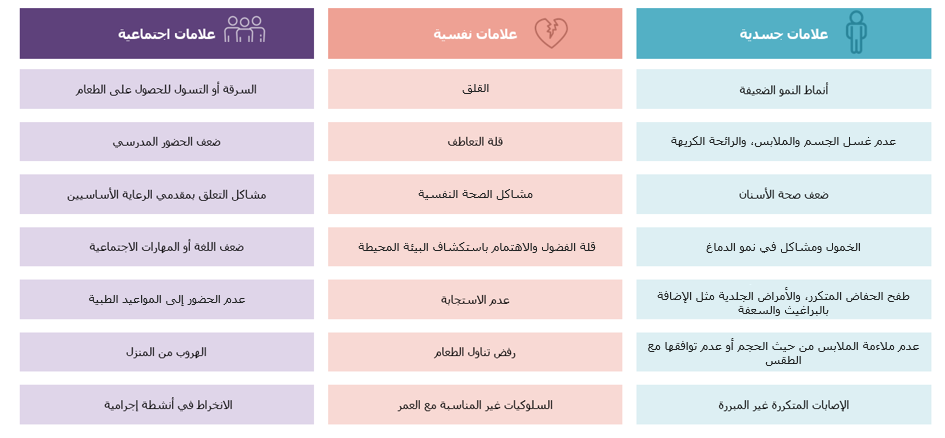 علامات جسدية
علامات نفسية
علامات اجتماعية
أنماط النمو الضعيفة
القلق
السرقة أو التسول للحصول على الطعام
عدم غسل الجسم والملابس، والرائحة الكريهة
قلة التعاطف
ضعف الحضور المدرسي
ضعف صحة الأسنان
مشاكل الصحة النفسية
مشاكل التعلق بمقدمي الرعاية الأساسيين
الخمول ومشاكل في نمو الدماغ
قلة الفضول والاهتمام باستكشاف البيئة المحيطة
ضعف اللغة أو المهارات الاجتماعية
طفح الحفاض المتكرر، والأمراض الجلدية مثل الإضافة
بالبراغيث والسعفة
عدم الاستجابة
عدم الحضور إلى المواعيد الطبية
عدم ملاءمة الملابس من حيث الحجم أو عدم توافقها مع
الطقس
رفض تناول الطعام
الهروب من المنزل
الإصابات المتكررة غير المبررة
السلوكيات غير المناسبة مع العمر
الانخراط في أنشطة إجرامية